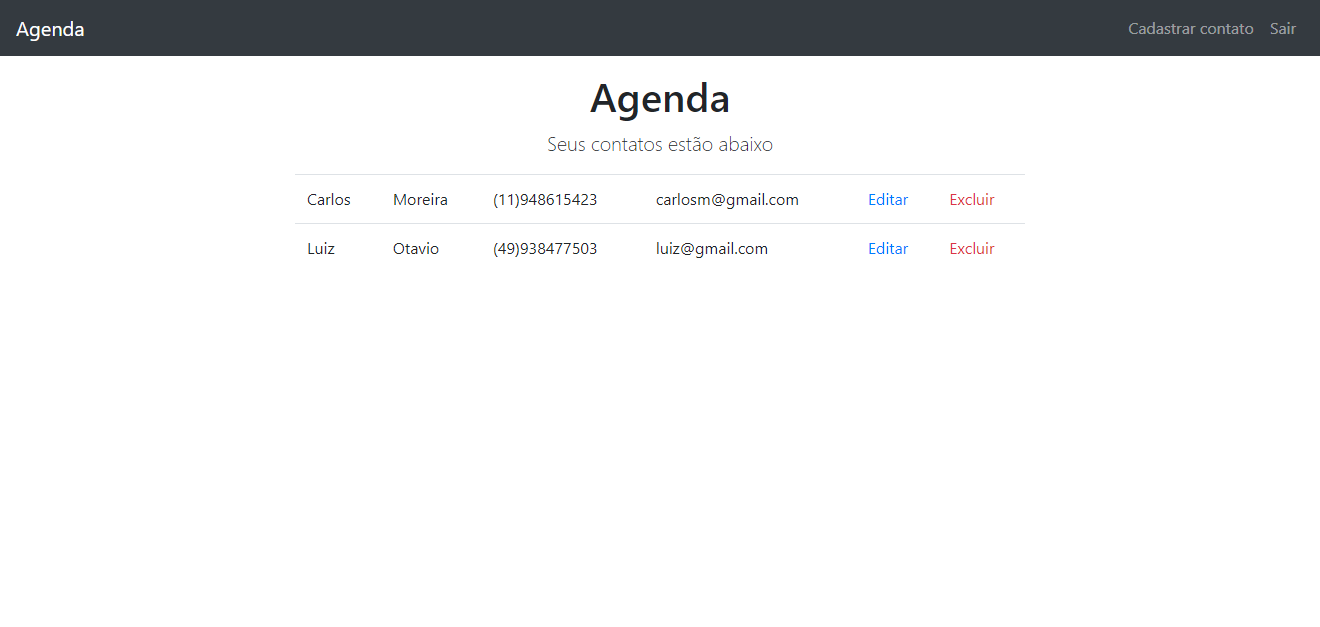 Agenda Cadastrar contato Sair
Agenda
Seus contatos estão abaixo
Carlos Moreira (11)948615423 carlosm@gmail.com Editar Excluir
Luiz Otavio (49)938477503 luiz@gmail.com Editar Excluir